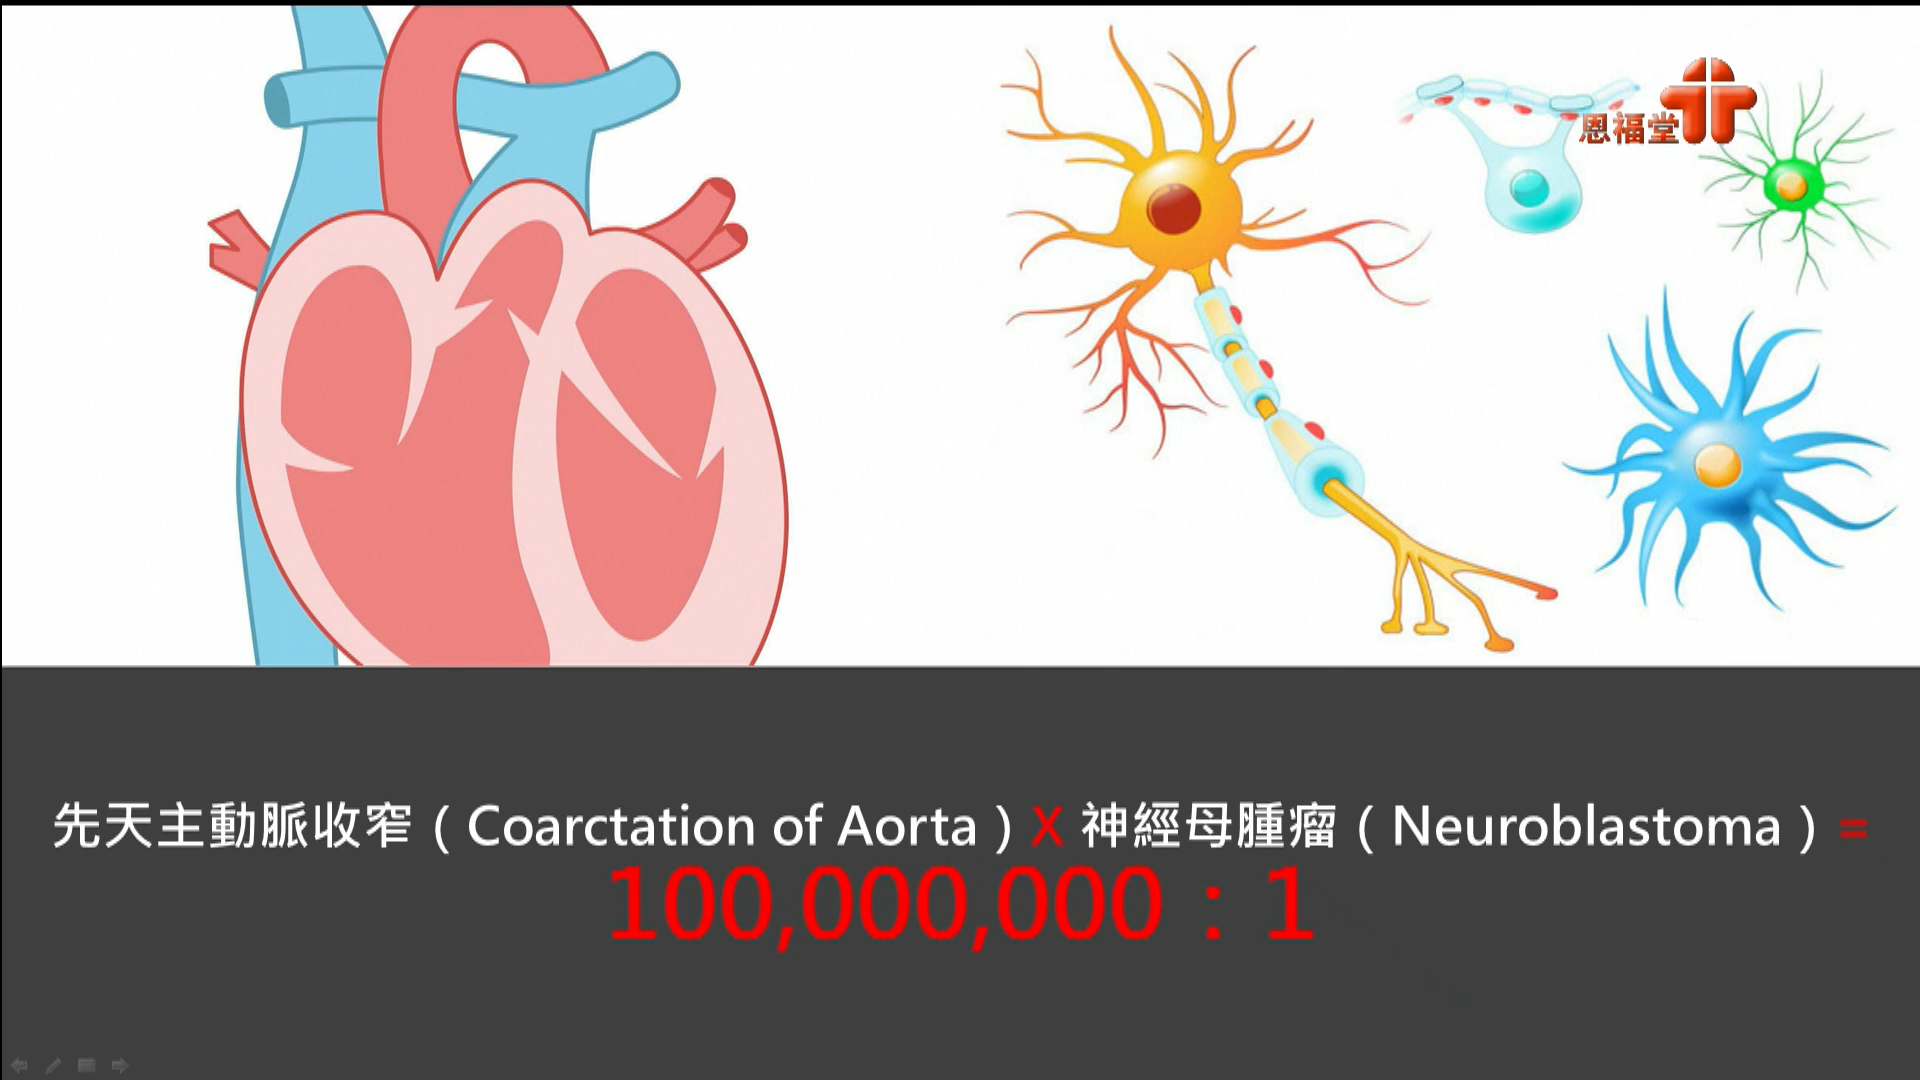 恩福堂
先天主動脈收窄（Coarctation of Aorta）X 神經母腫瘤（Neuroblastoma）=
100,000,000：1